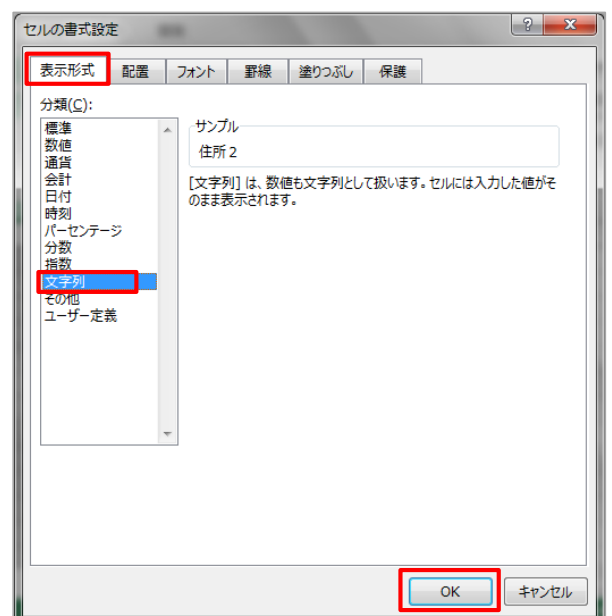 セルの書式設定
表示形式 配置 フォント 罫線 塗りつぶし 保護
分類(C):
標準
数値
通貨
会計
日付
時刻
パーセンテージ
分数
指数
文字列
その他
ユーザー定義
サンプル
住所２
[文字列] は、数値も文字列として扱います。セルには入力した値がそ
のまま表示されます。
OK キャンセル